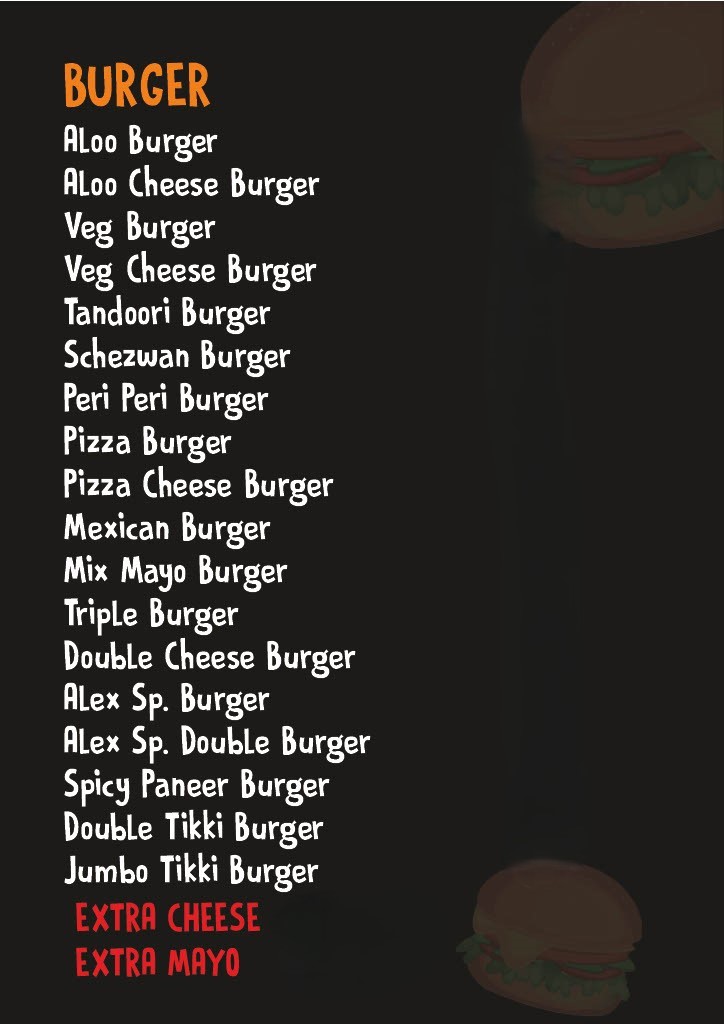 BURGER
Aloo Burger
Aloo Cheese Burger
Veg Burger
Veg Cheese Burger
Tandoori Burger
Schezwan Burger
Peri Peri Burger
Pizza Burger
Pizza Cheese Burger
Mexican Burger
Mix Mayo Burger
Triple Burger
Double Cheese Burger
Alex Sp. Burger
Alex Sp. Double Burger
Spicy Paneer Burger
Double Tikki Burger
Jumbo Tikki Burger
EXTRA CHEESE
EXTRA MAYO